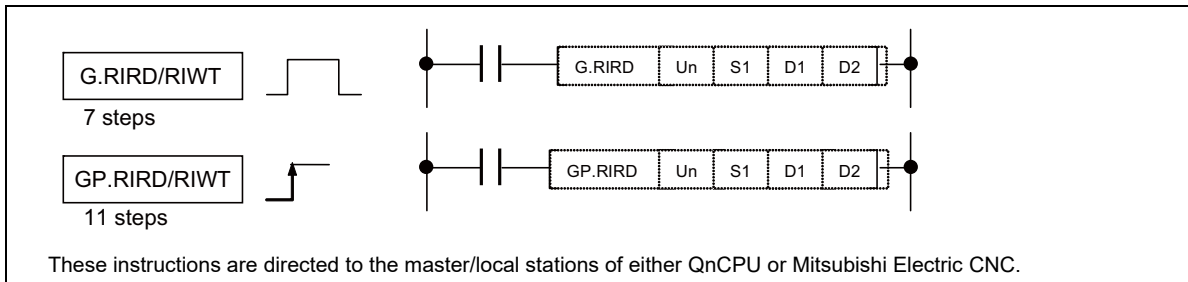 G.RIRD/RIWT
7 steps
G.RIRD Un S1 D1 D2
GP.RIRD/RIWT
11 steps
GP.RIRD Un S1 D1 D2
These instructions are directed to the master/local stations of either QnCPU or Mitsubishi Electric CNC.